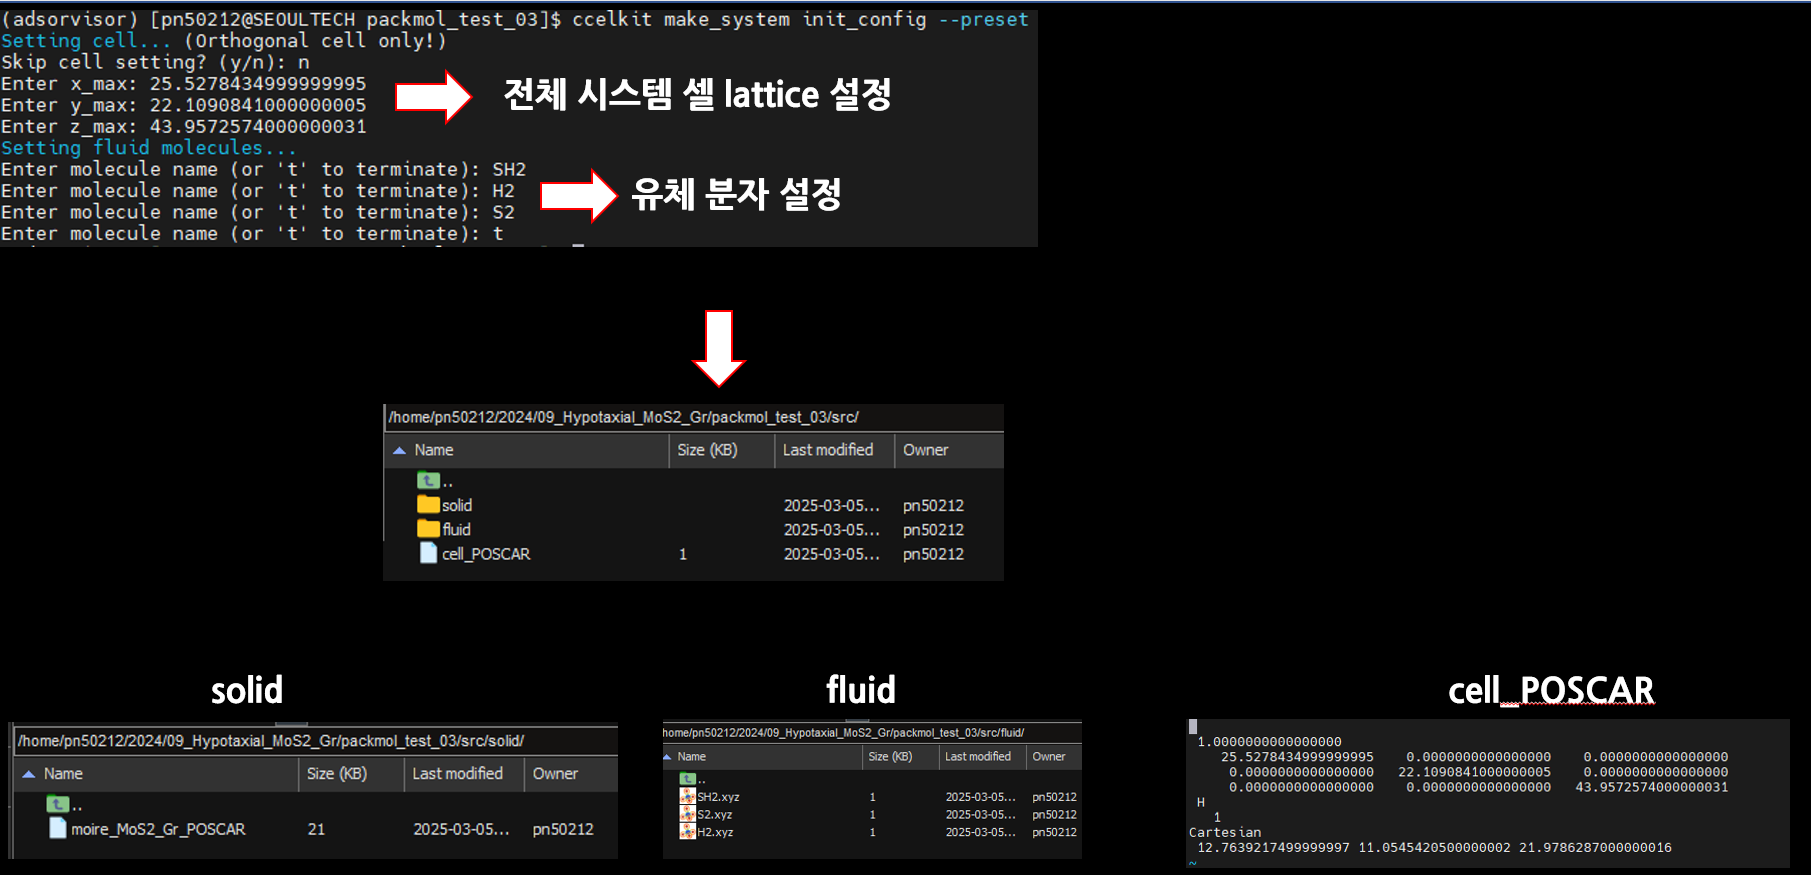 (adsorvisor) [pn50212@SEOULTECH packmol_test_03]$ ccelkit make_system init_config --preset
Setting cell... (Orthogonal cell only!)
Skip cell setting? (y/n): n
Enter x_max: 25.5278434999999995
Enter y_max: 22.1090841000000005
Enter z_max: 43.9572574000000031
전체 시스템 셀 lattice 설정
Setting fluid molecules...
Enter molecule name (or 't' to terminate): SH2
Enter molecule name (or 't' to terminate): H2
Enter molecule name (or 't' to terminate): S2
Enter molecule name (or 't' to terminate): t
유체 분자 설정
/home/pn50212/2024/09_Hypotaxial_MoS2_Gr/packmol_test_03/src/
Name Size (KB) Last modified Owner
..
solid 2025-03-05... pn50212
fluid 2025-03-05... pn50212
cell_POSCAR 1 2025-03-05... pn50212
solid
/home/pn50212/2024/09_Hypotaxial_MoS2_Gr/packmol_test_03/src/solid/
Name Size (KB) Last modified Owner
..
moire_MoS2_Gr_POSCAR 21 2025-03-05... pn50212
fluid
home/pn50212/2024/09_Hypotaxial_MoS2_Gr/packmol_test_03/src/fluid/
Name Size (KB) Last modified Owner
..
SH2.xyz 1 2025-03-05... pn50212
S2.xyz 1 2025-03-05... pn50212
H2.xyz 1 2025-03-05... pn50212
cell_POSCAR
1.0000000000000000
25.5278434999999995 0.0000000000000000 0.0000000000000000
0.0000000000000000 22.1090841000000005 0.0000000000000000
0.0000000000000000 0.0000000000000000 43.9572574000000031
H
1
Cartesian
12.7639217499999997 11.0545420500000002 21.9786287000000016
~